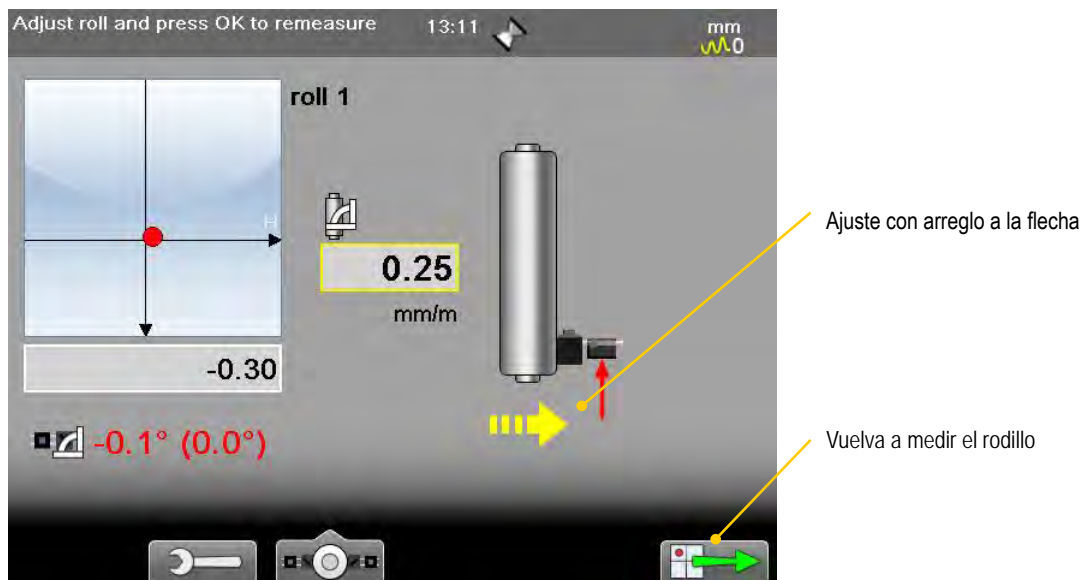 Adjust roll and press OK to remeasure 13:11
mm
0
roll 1
H
0.25
mm/m
-0.30
-0.1° (0.0°)
Ajuste con arreglo a la flecha
Vuelva a medir el rodillo